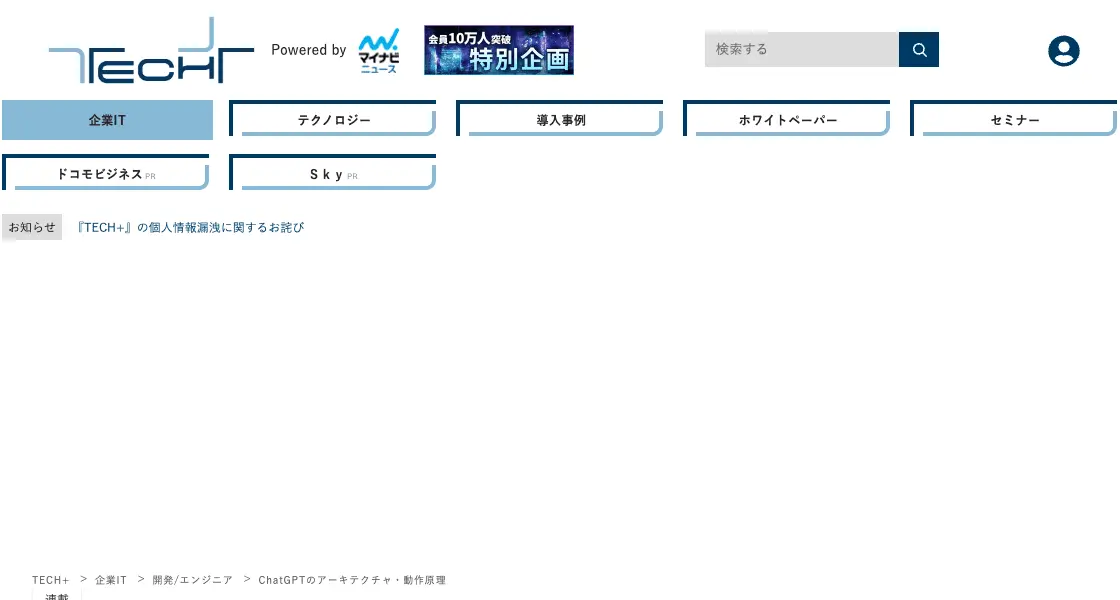 TECH+
Powered by
マイナビ
ニュース
会員10万人突破
特別企画
検索する
企業IT
テクノロジー
導入事例
ホワイトペーパー
セミナー
ドコモビジネス PR
Ｓｋｙ PR
お知らせ
『TECH+』の個人情報漏洩に関するお詫び
TECH+ > 企業IT > 開発/エンジニア > ChatGPTのアーキテクチャ・動作原理
連載